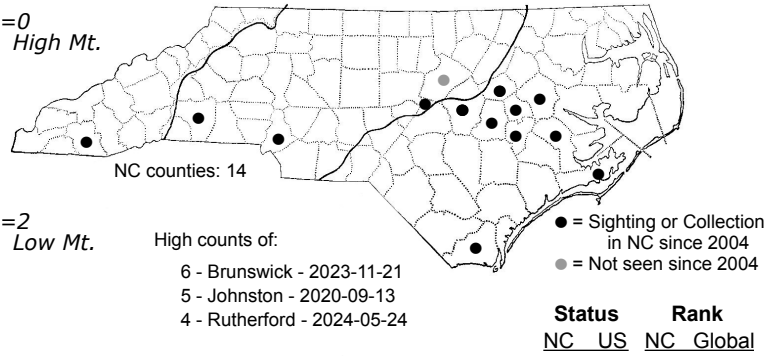 =0
High Mt.
NC counties: 14
=2
Low Mt.
High counts of:
6 - Brunswick - 2023-11-21
5 - Johnston - 2020-09-13
4 - Rutherford - 2024-05-24
● = Sighting or Collection
in NC since 2004
● = Not seen since 2004
Status Rank
NC US NC Global